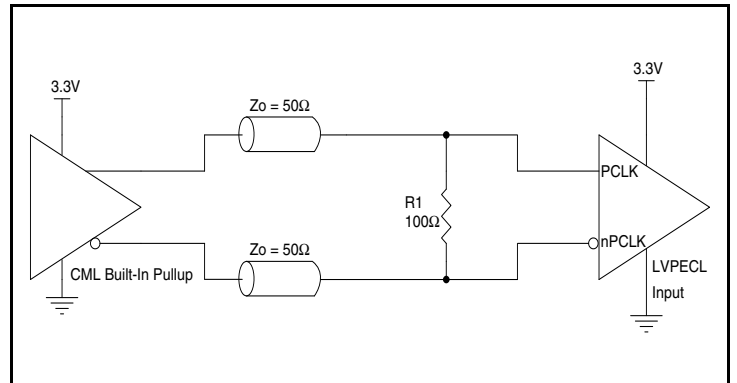 3.3V
3.3V
Zo = 50Ω
PCLK
R1
100Ω
nPCLK
Zo = 50Ω
CML Built-In Pullup
LVPECL
Input